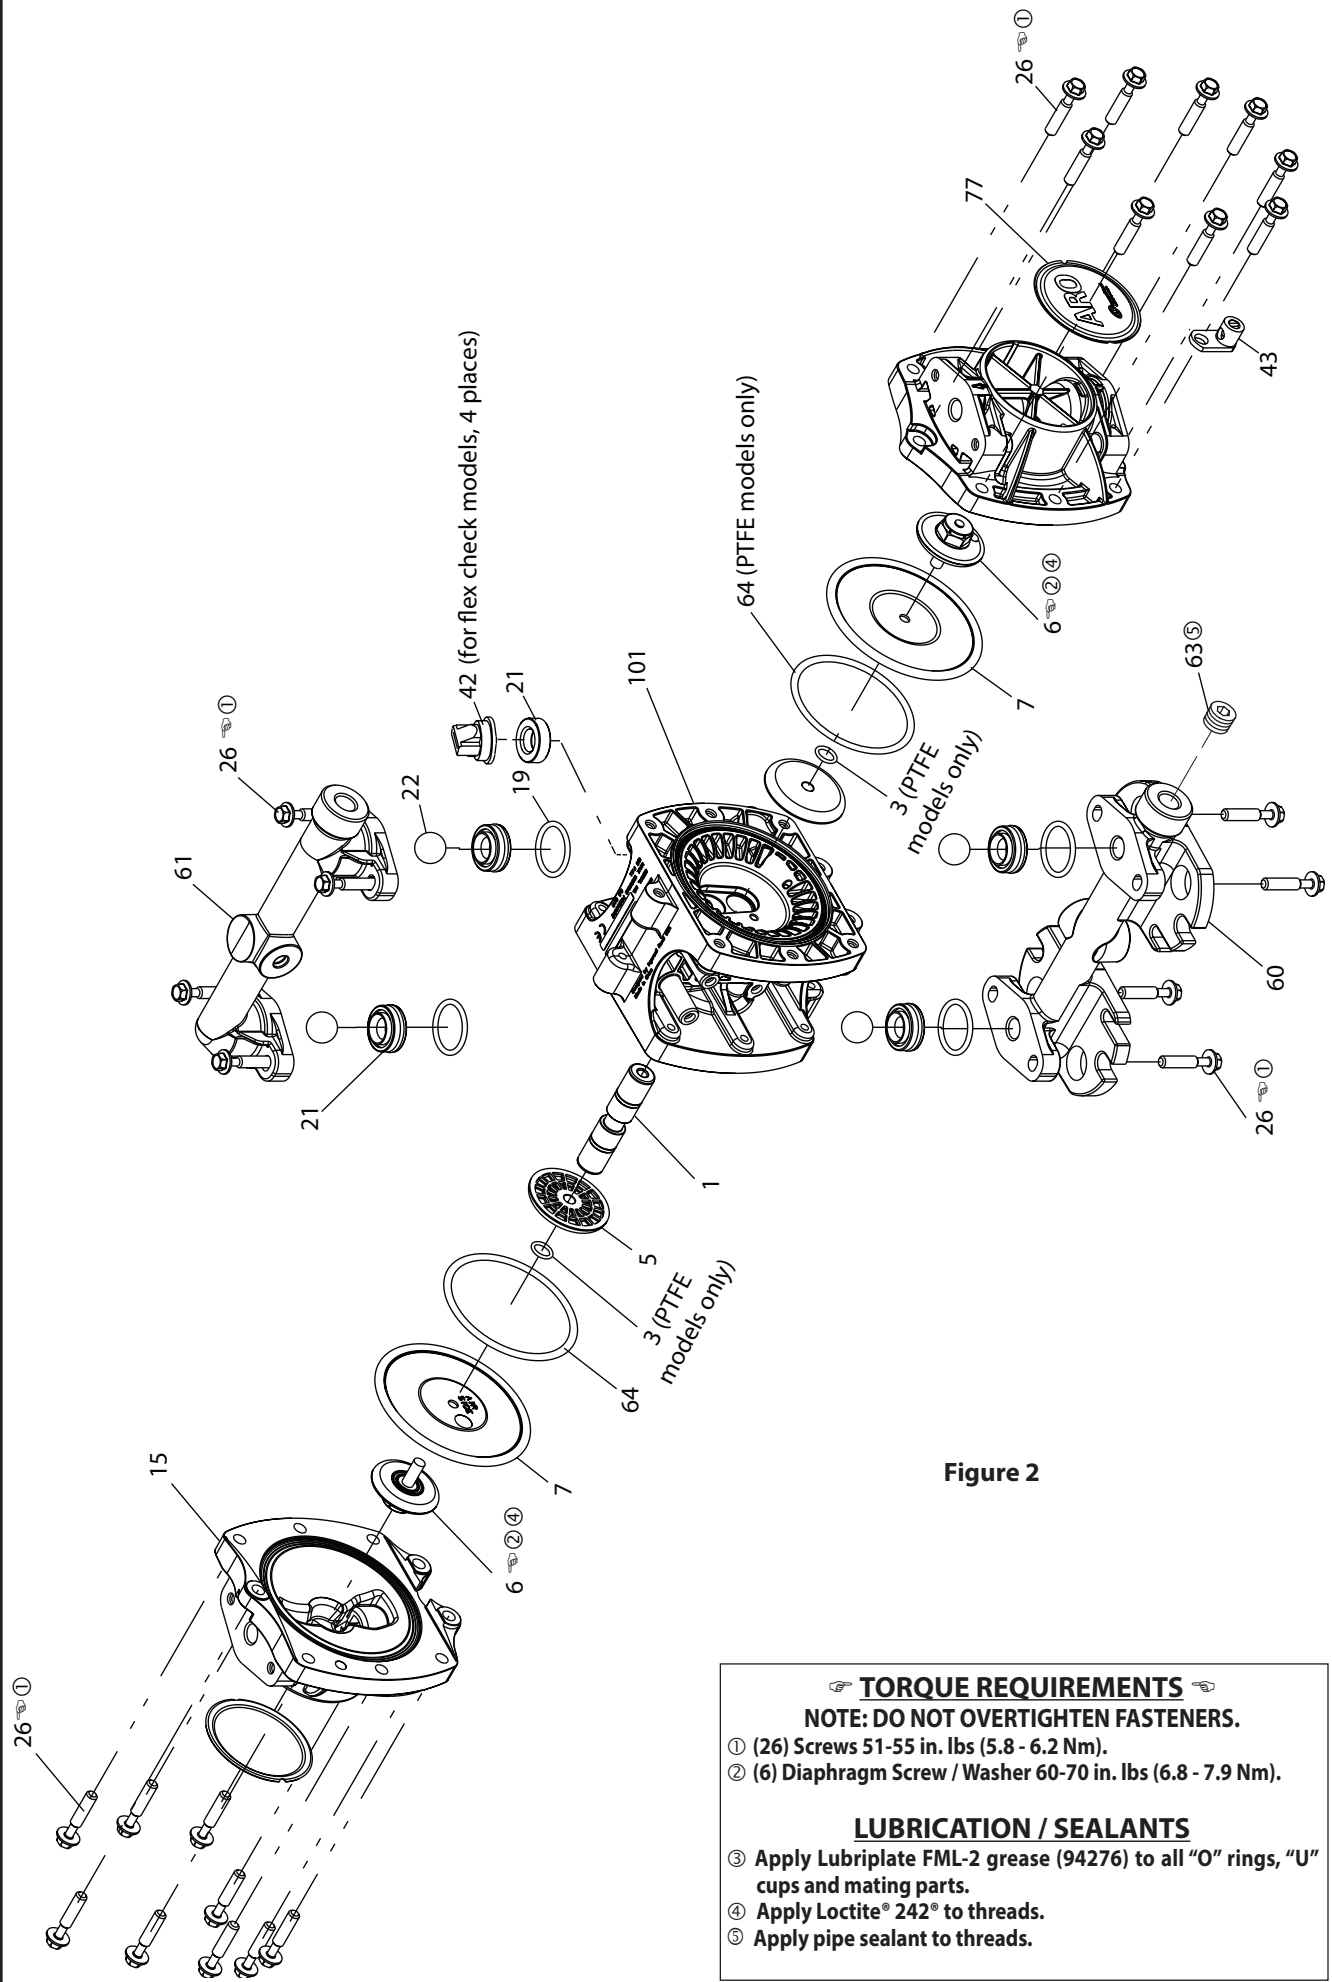 26 ☞ ①
77
43
42 (for flex check models, 4 places)
64 (PTFE models only)
6 ☞ ② ④
7
63⑤
26 ☞ ①
21
101
61
22
19
3 (PTFE
models only)
60
21
26 ☞ ①
1
5
3 (PTFE
models only)
64
7
15
6 ☞ ② ④
26 ☞ ①
ARO
Figure 2
☞ TORQUE REQUIREMENTS ☜
NOTE: DO NOT OVERTIGHTEN FASTENERS.
① (26) Screws 51-55 in. lbs (5.8 - 6.2 Nm).
② (6) Diaphragm Screw / Washer 60-70 in. lbs (6.8 - 7.9 Nm).
LUBRICATION / SEALANTS
③ Apply Lubriplate FML-2 grease (94276) to all “O” rings, “U”
cups and mating parts.
④ Apply Loctite® 242® to threads.
⑤ Apply pipe sealant to threads.